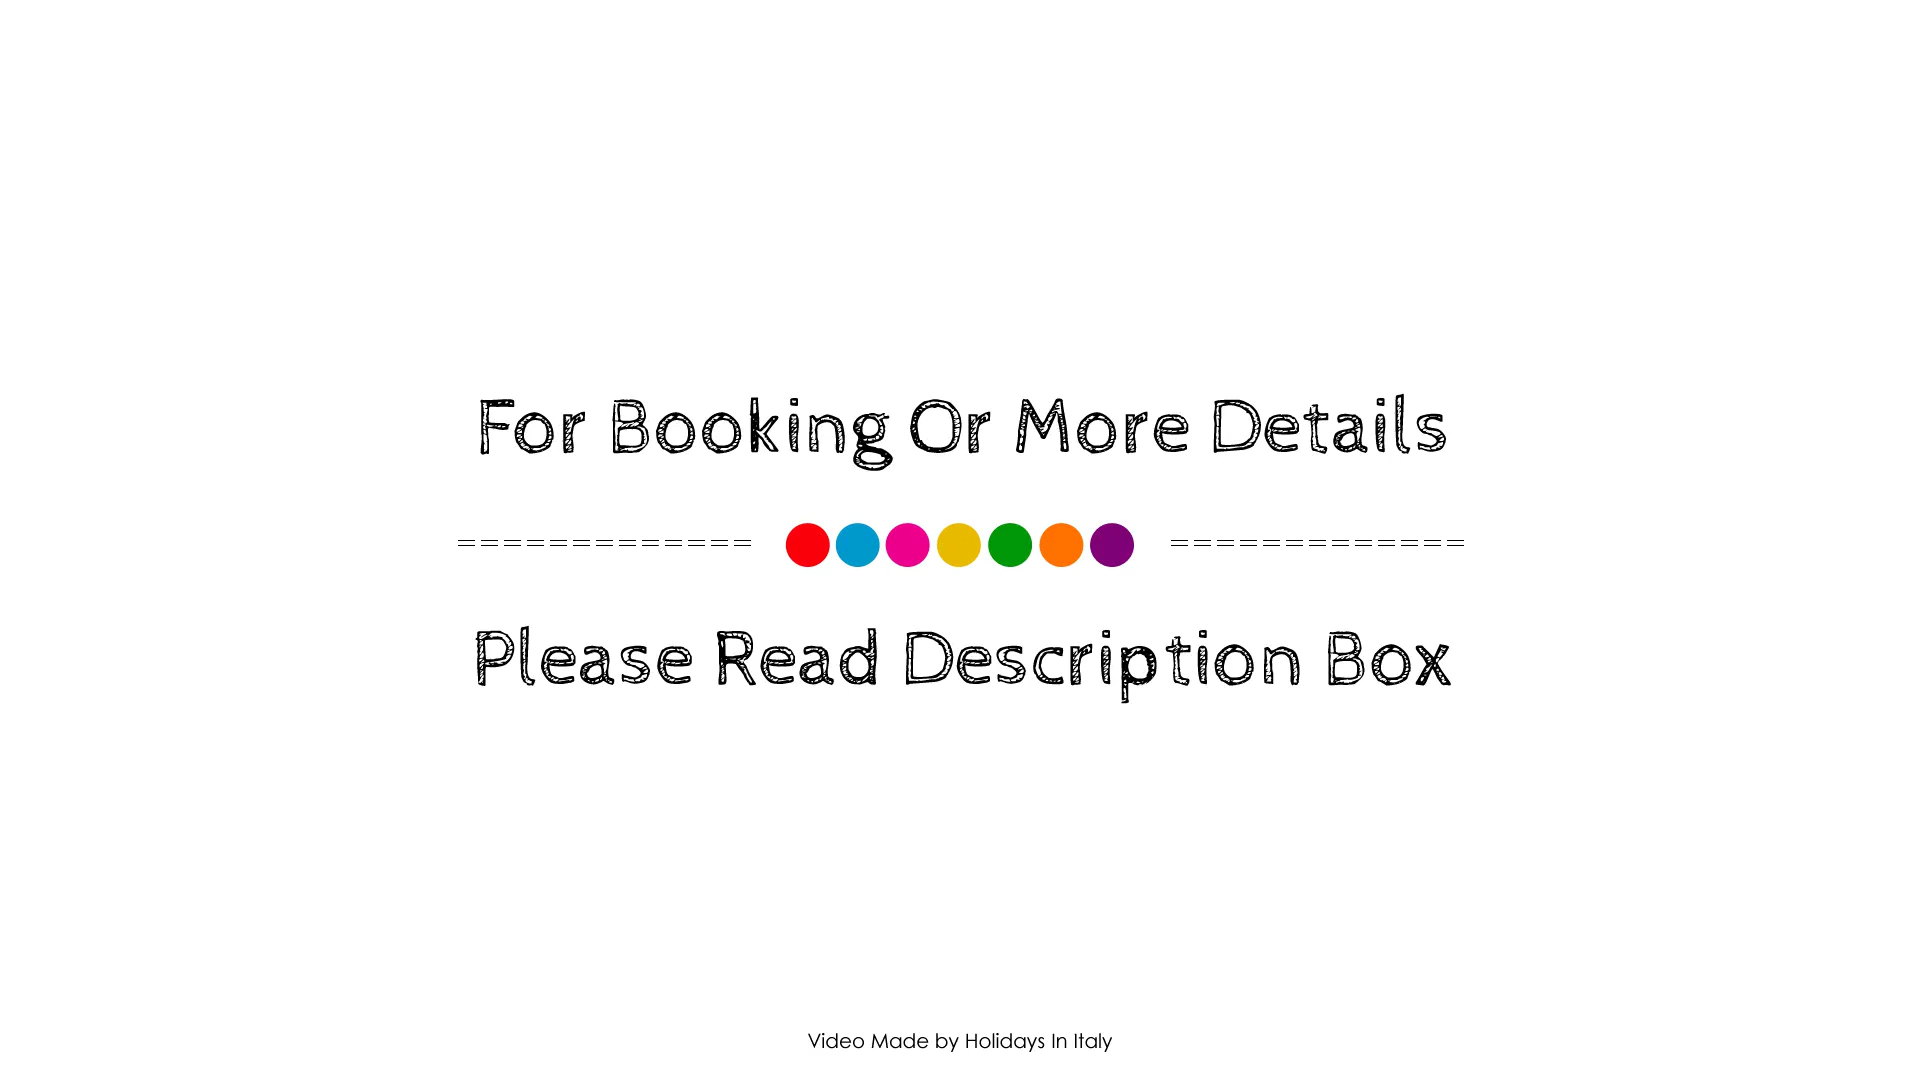 For Booking Or More Details
============= =============
Please Read Description Box
Video Made by Holidays In Italy